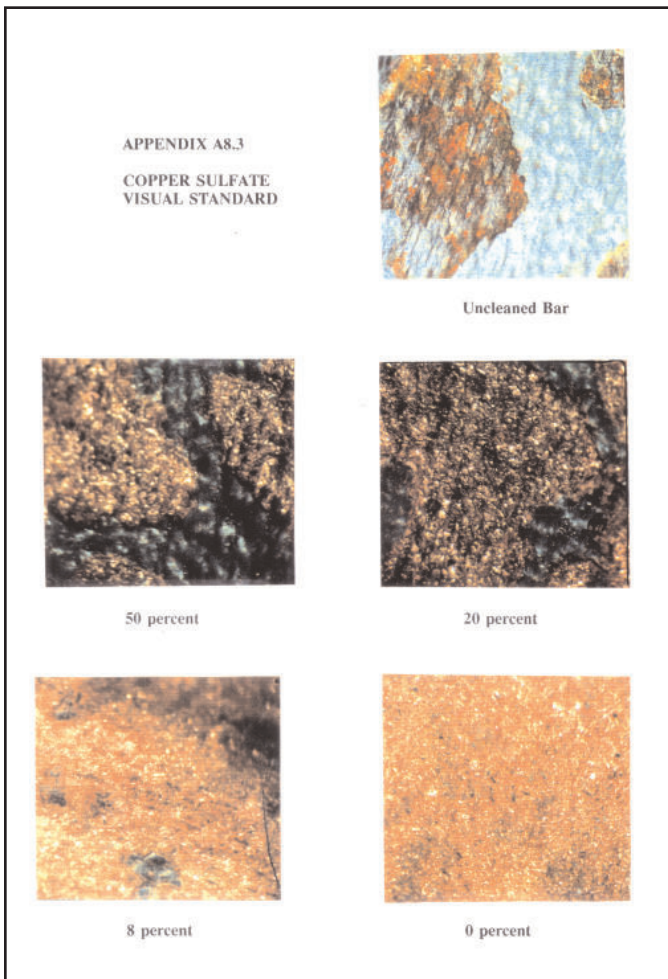 APPENDIX A8.3
COPPER SULFATE
VISUAL STANDARD
Uncleaned Bar
50 percent
20 percent
8 percent
0 percent